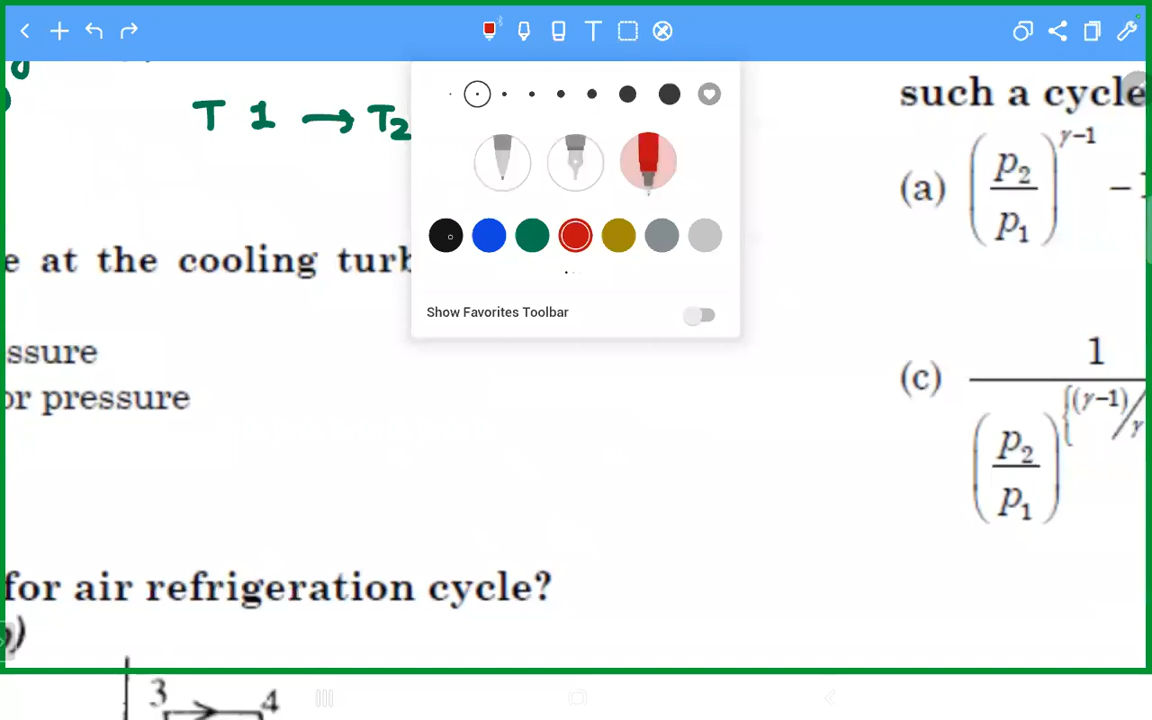 T 1 → T2
e at the cooling turb
ssure
or pressure
for air refrigeration cycle?
3
4
Show Favorites Toolbar
such a cycle
(a) (p2/p1)^γ−1 −
(c) 1/(p2/p1)^{(γ−1)/γ